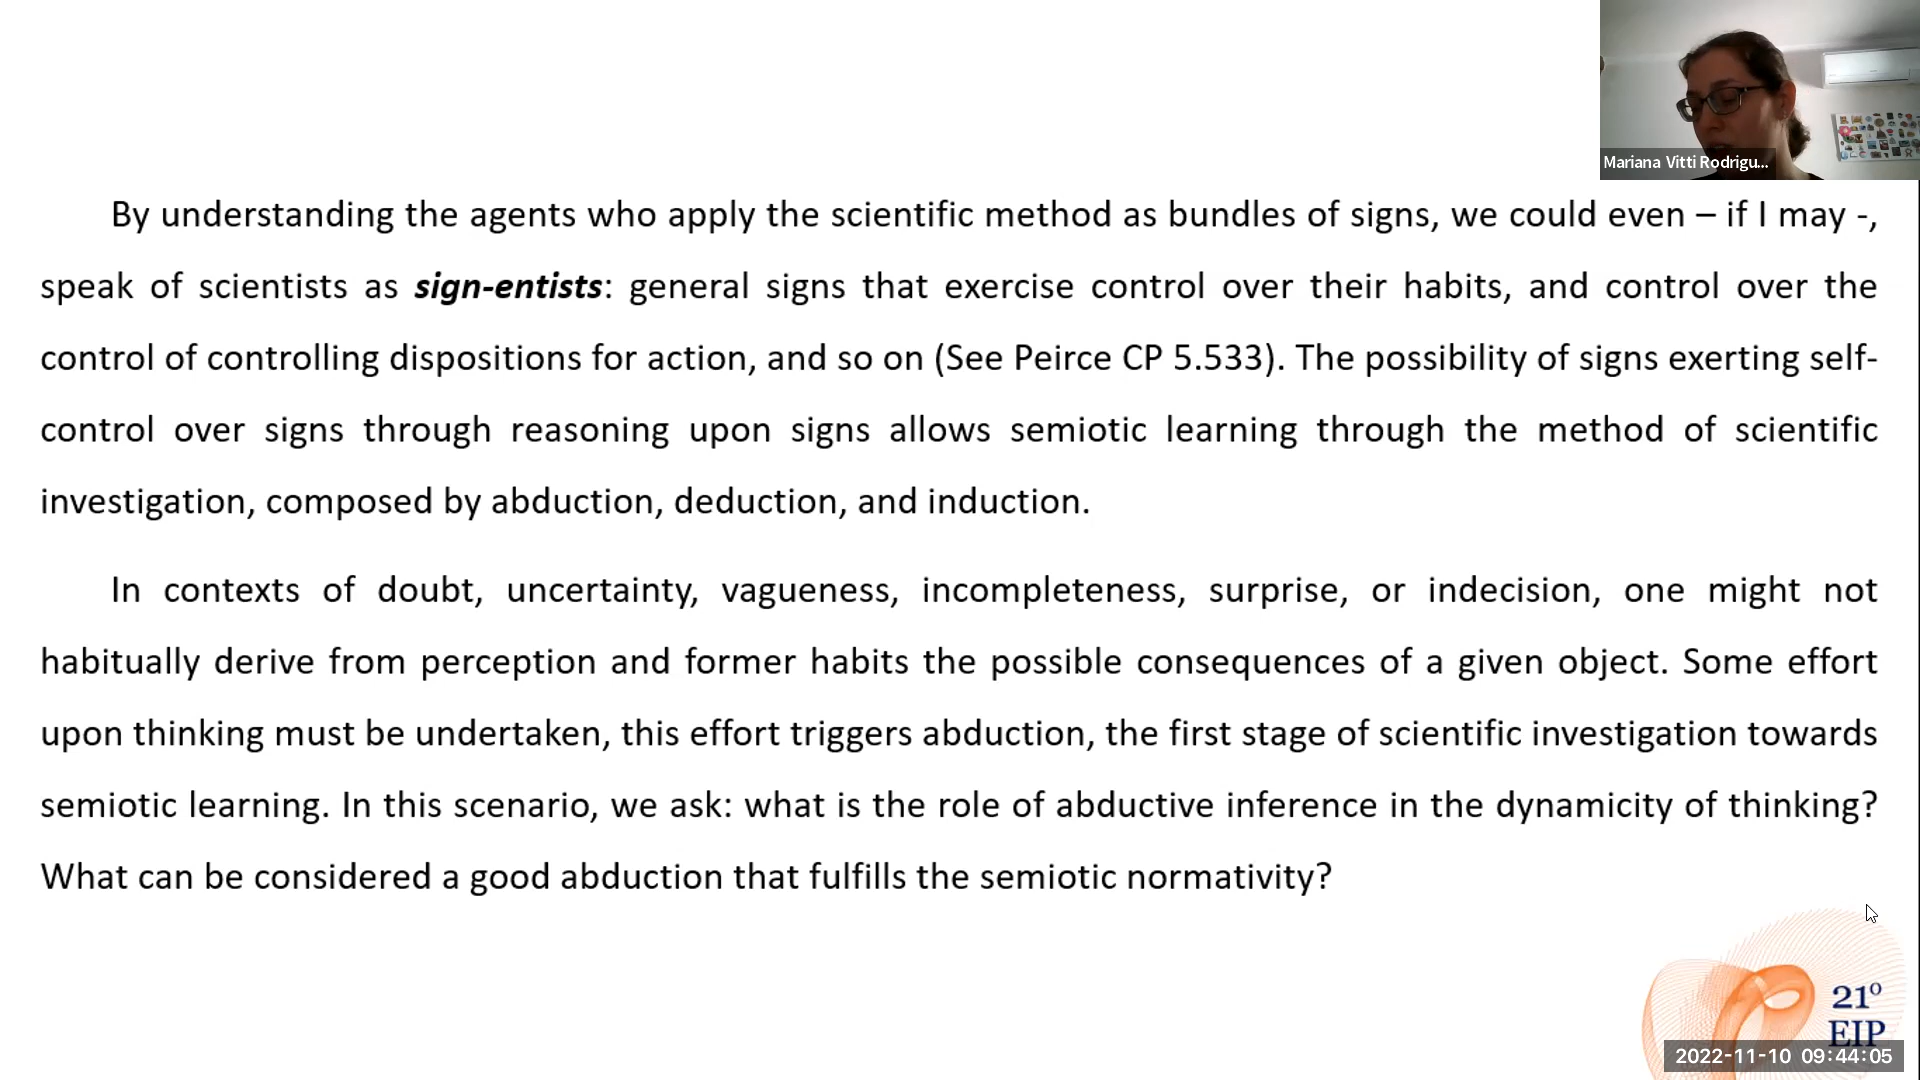 Mariana Vitti Rodrigu...
By understanding the agents who apply the scientific method as bundles of signs, we could even – if I may -,
speak of scientists as sign-entists: general signs that exercise control over their habits, and control over the
control of controlling dispositions for action, and so on (See Peirce CP 5.533). The possibility of signs exerting self-
control over signs through reasoning upon signs allows semiotic learning through the method of scientific
investigation, composed by abduction, deduction, and induction.
In contexts of doubt, uncertainty, vagueness, incompleteness, surprise, or indecision, one might not
habitually derive from perception and former habits the possible consequences of a given object. Some effort
upon thinking must be undertaken, this effort triggers abduction, the first stage of scientific investigation towards
semiotic learning. In this scenario, we ask: what is the role of abductive inference in the dynamicity of thinking?
What can be considered a good abduction that fulfills the semiotic normativity?
21º
EIP
2022-11-10 09:44:05